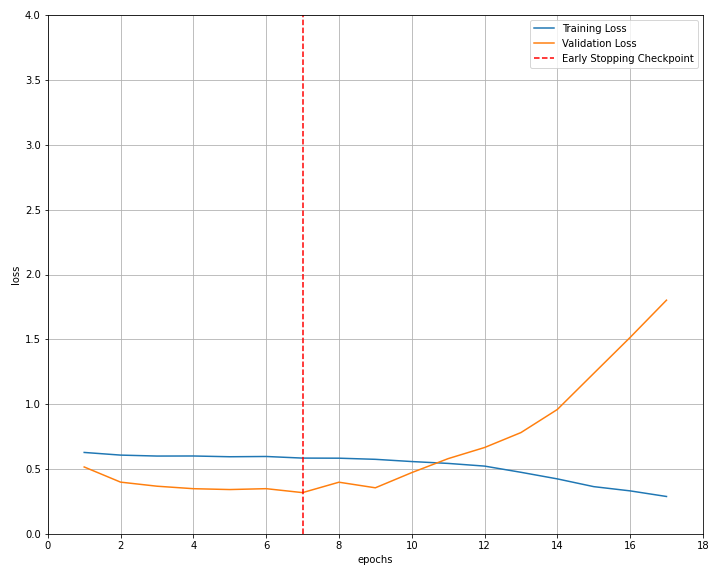 4.0
3.5
3.0
2.5
2.0
1.5
1.0
0.5
0.0
loss
Training Loss
Validation Loss
Early Stopping Checkpoint
0 2 4 6 8 10 12 14 16 18
epochs